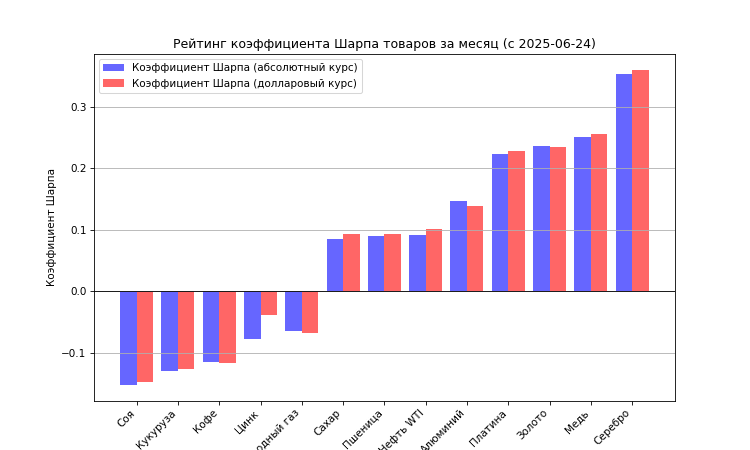 Рейтинг коэффициента Шарпа товаров за месяц (с 2025-06-24)
Коэффициент Шарпа (абсолютный курс)
Коэффициент Шарпа (долларовый курс)
Коэффициент Шарпа
0.3
0.2
0.1
0.0
−0.1
Соя
Кукуруза
Кофе
Цинк
газ
Сахар
Пшеница
Нефть WTI
Алюминий
Платина
Золото
Медь
Серебро